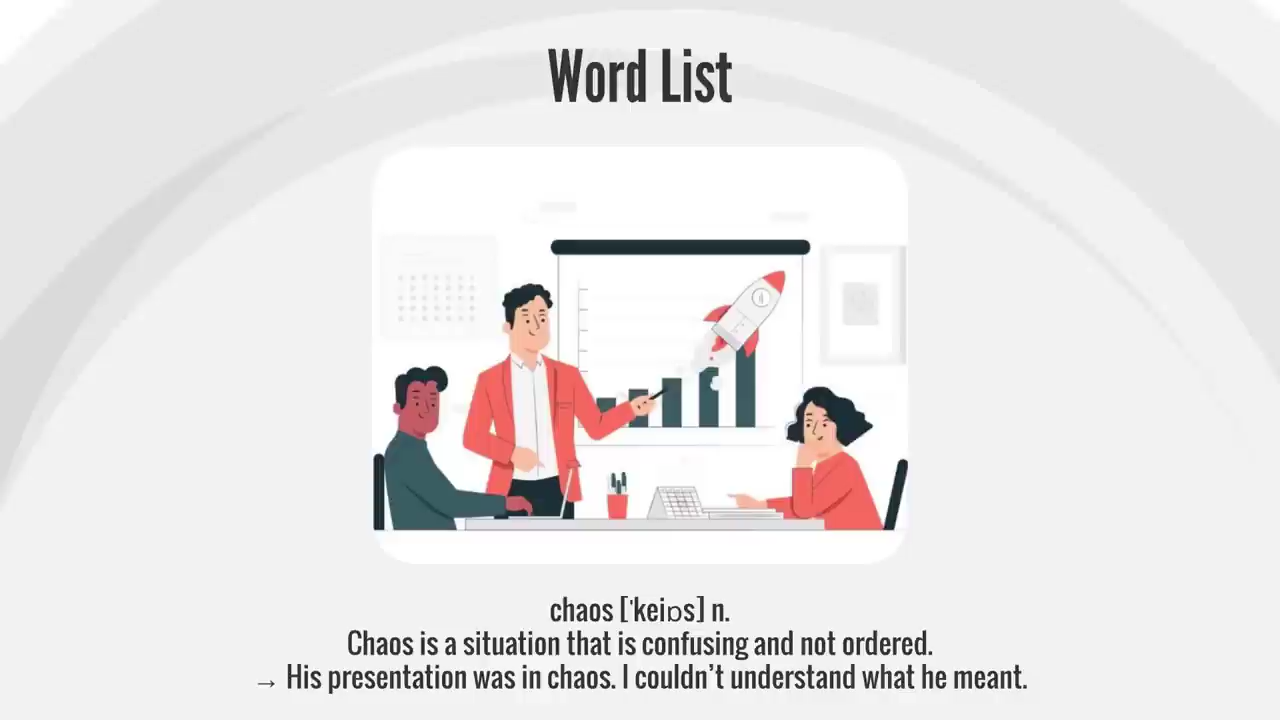 Word List
chaos [ˈkeiɒs] n.
Chaos is a situation that is confusing and not ordered.
→ His presentation was in chaos. I couldn’t understand what he meant.